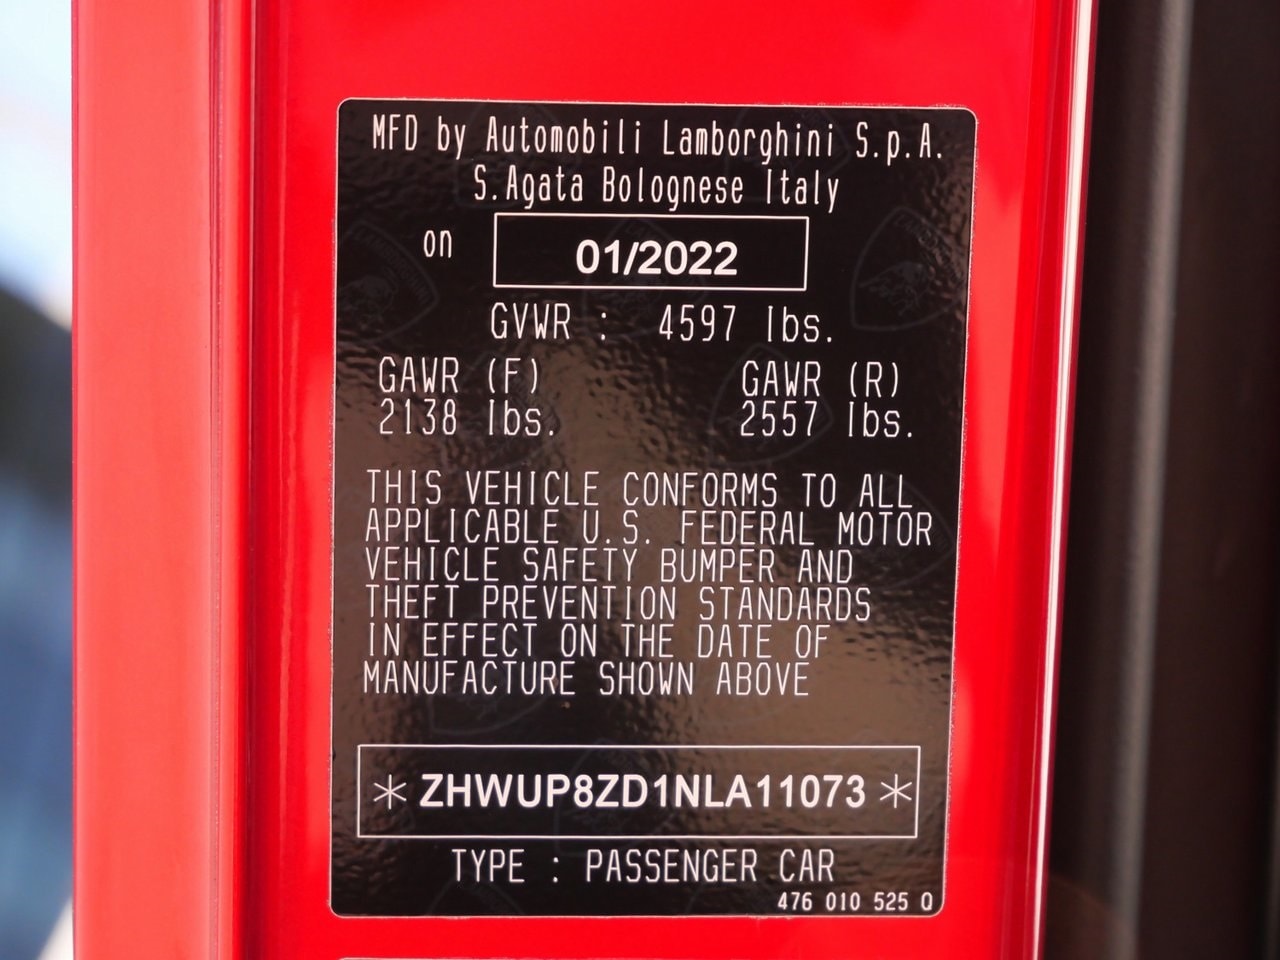 MFD by Automobili Lamborghini S.p.A.
S.Agata Bolognese Italy
on 01/2022
GVWR : 4597 lbs.
GAWR (F) GAWR (R)
2138 lbs. 2557 lbs.
THIS VEHICLE CONFORMS TO ALL
APPLICABLE U.S. FEDERAL MOTOR
VEHICLE SAFETY BUMPER AND
THEFT PREVENTION STANDARDS
IN EFFECT ON THE DATE OF
MANUFACTURE SHOWN ABOVE
* ZHWUP8ZD1NLA11073 *
TYPE : PASSENGER CAR
476 010 525 Q